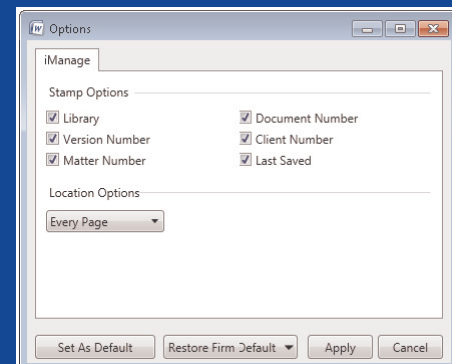 Options
iManage
Stamp Options
Library
Document Number
Version Number
Client Number
Matter Number
Last Saved
Location Options
Every Page
Set As Default
Restore Firm Default
Apply
Cancel